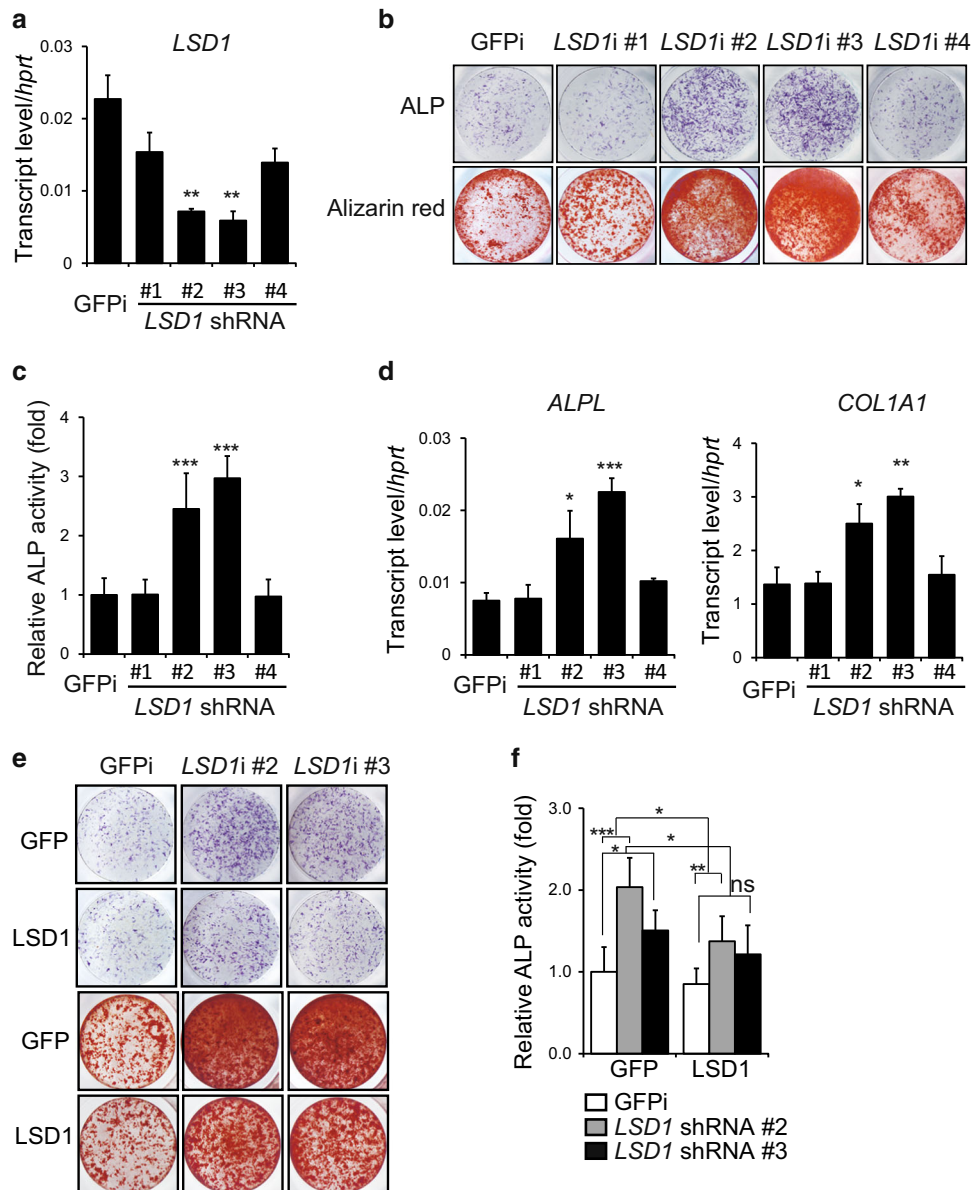 a
LSD1
Transcript level/hprt
0.03
0.02
0.01
0
**
**
GFPi
#1 #2 #3 #4
LSD1 shRNA
b
GFPi LSD1i #1 LSD1i #2 LSD1i #3 LSD1i #4
ALP
Alizarin red
c
Relative ALP activity (fold)
4
3
2
1
0
***
***
GFPi
#1 #2 #3 #4
LSD1 shRNA
d
ALPL
Transcript level/hprt
0.03
0.02
0.01
0
*
***
GFPi
#1 #2 #3 #4
LSD1 shRNA
COL1A1
Transcript level/hprt
4
3
2
1
0
*
**
GFPi
#1 #2 #3 #4
LSD1 shRNA
e
GFPi LSD1i #2 LSD1i #3
GFP
LSD1
GFP
LSD1
f
Relative ALP activity (fold)
3.0
2.0
1.0
0.0
*
***
*
*
**
ns
GFP LSD1
GFPi
LSD1 shRNA #2
LSD1 shRNA #3